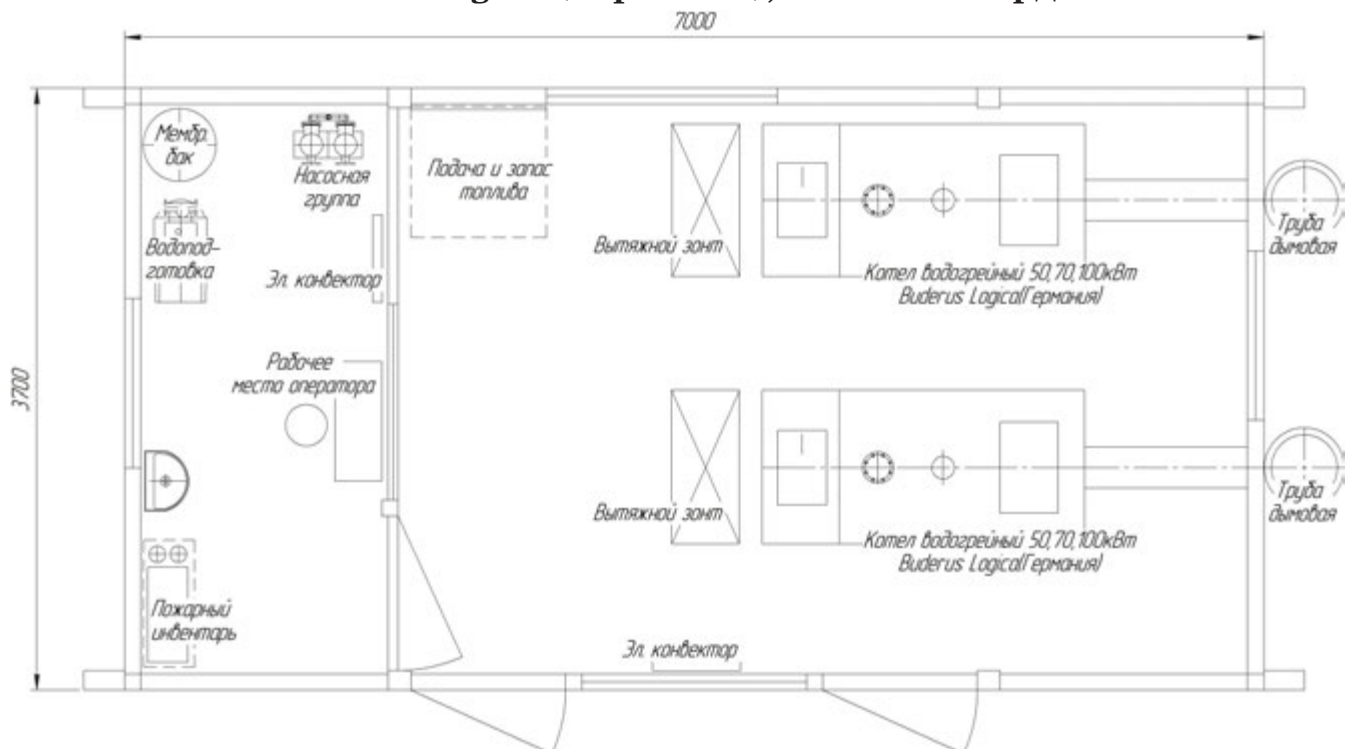 7000
3700
Мембр.
бак
Насосная
группа
Подача и запас
топлива
Водопод-
готовка
Эл. конвектор
Вытяжной зонт
Котел водогрейный 50,70,100кВт
Buderus Logica(Германия)
Труба
дымовая
Рабочее
место оператора
Вытяжной зонт
Котел водогрейный 50,70,100кВт
Buderus Logica(Германия)
Труба
дымовая
Пожарный
инвентарь
Эл. конвектор